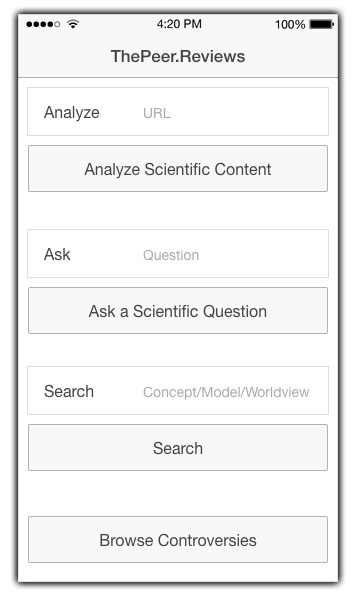 4:20 PM 100%
ThePeer.Reviews
Analyze URL
Analyze Scientific Content
Ask Question
Ask a Scientific Question
Search Concept/Model/Worldview
Search
Browse Controversies